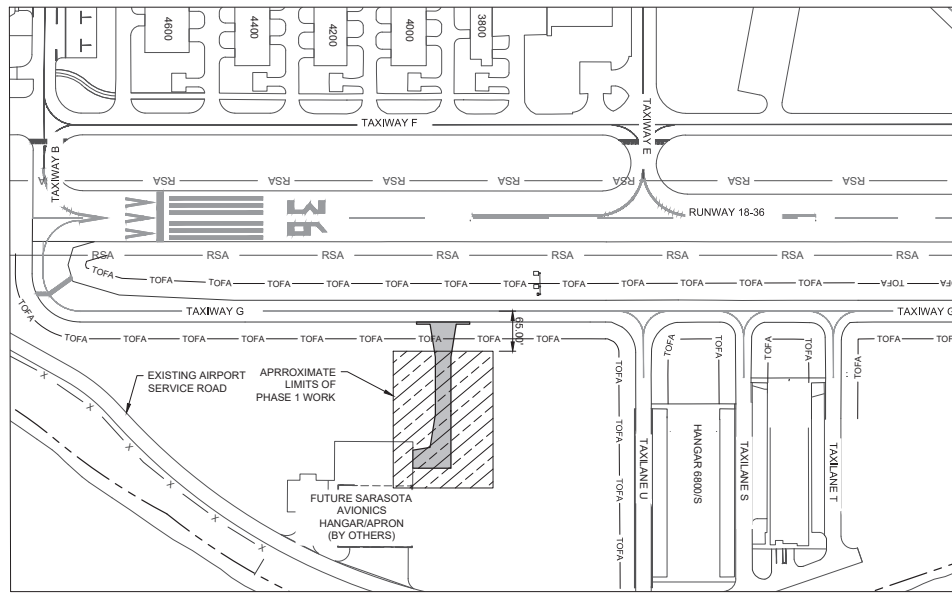 4600
4400
4200
4000
3800
TAXIWAY F
TAXIWAY B
TAXIWAY E
RSA RSA RSA RSA RSA RSA RSA
36
RUNWAY 18-36
RSA RSA RSA RSA RSA RSA RSA RSA
TOFA TOFA TOFA TOFA TOFA TOFA TOFA TOFA TOFA TOFA TOFA TOFA TOFA TOFA
TAXIWAY G
TAXIWAY G
TOFA
65.00'
TOFA TOFA TOFA TOFA TOFA TOFA TOFA TOFA TOFA
TOFA
TOFA
TOFA
TOFA
TOFA
TOFA
TOFA
EXISTING AIRPORT
SERVICE ROAD
APRROXIMATE
LIMITS OF
PHASE 1 WORK
TAXILANE U
HANGAR 6800/S
TAXILANE S
TAXILANE T
FUTURE SARASOTA
AVIONICS
HANGAR/APRON
(BY OTHERS)